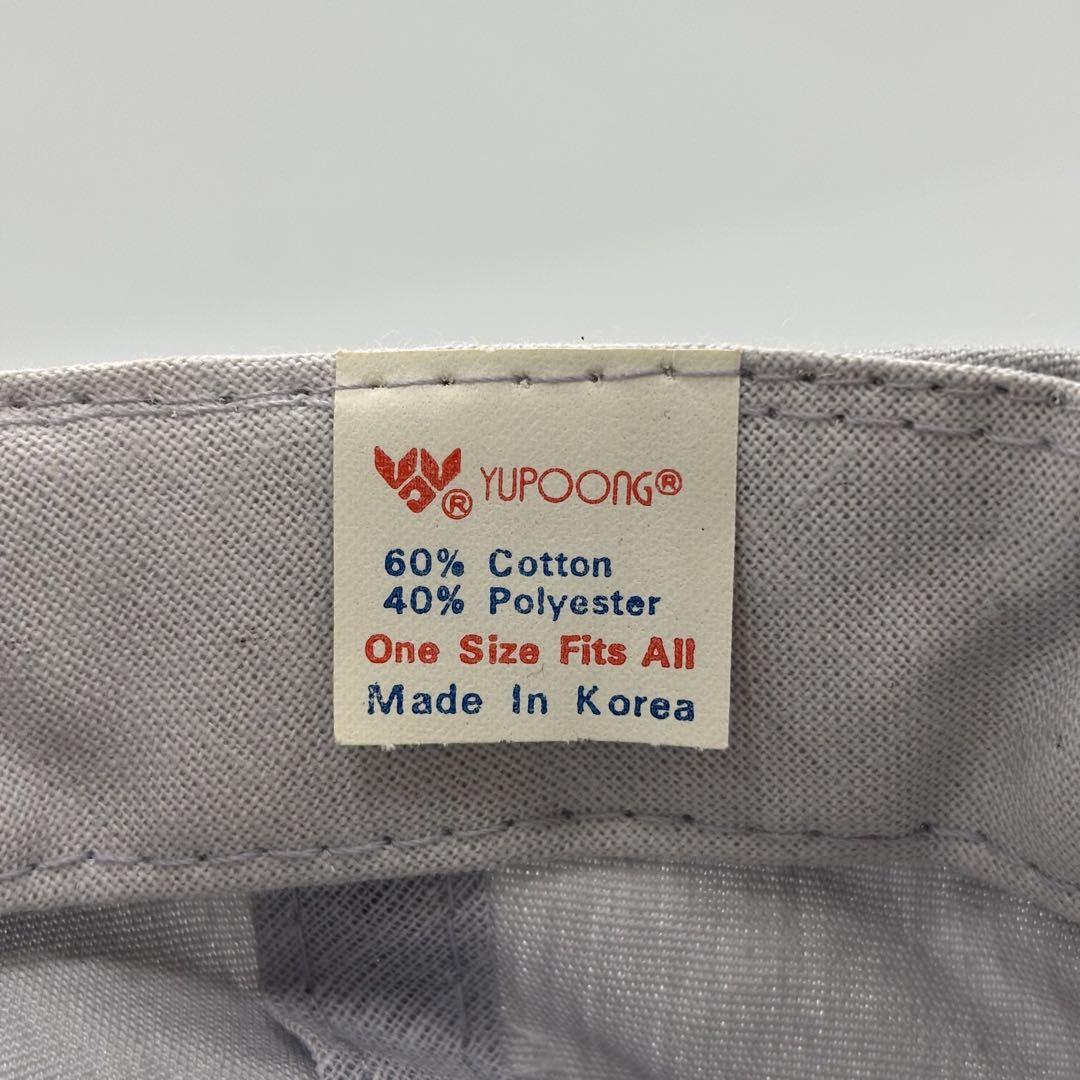 ® YUPOONG®
60% Cotton
40% Polyester
One Size Fits All
Made In Korea